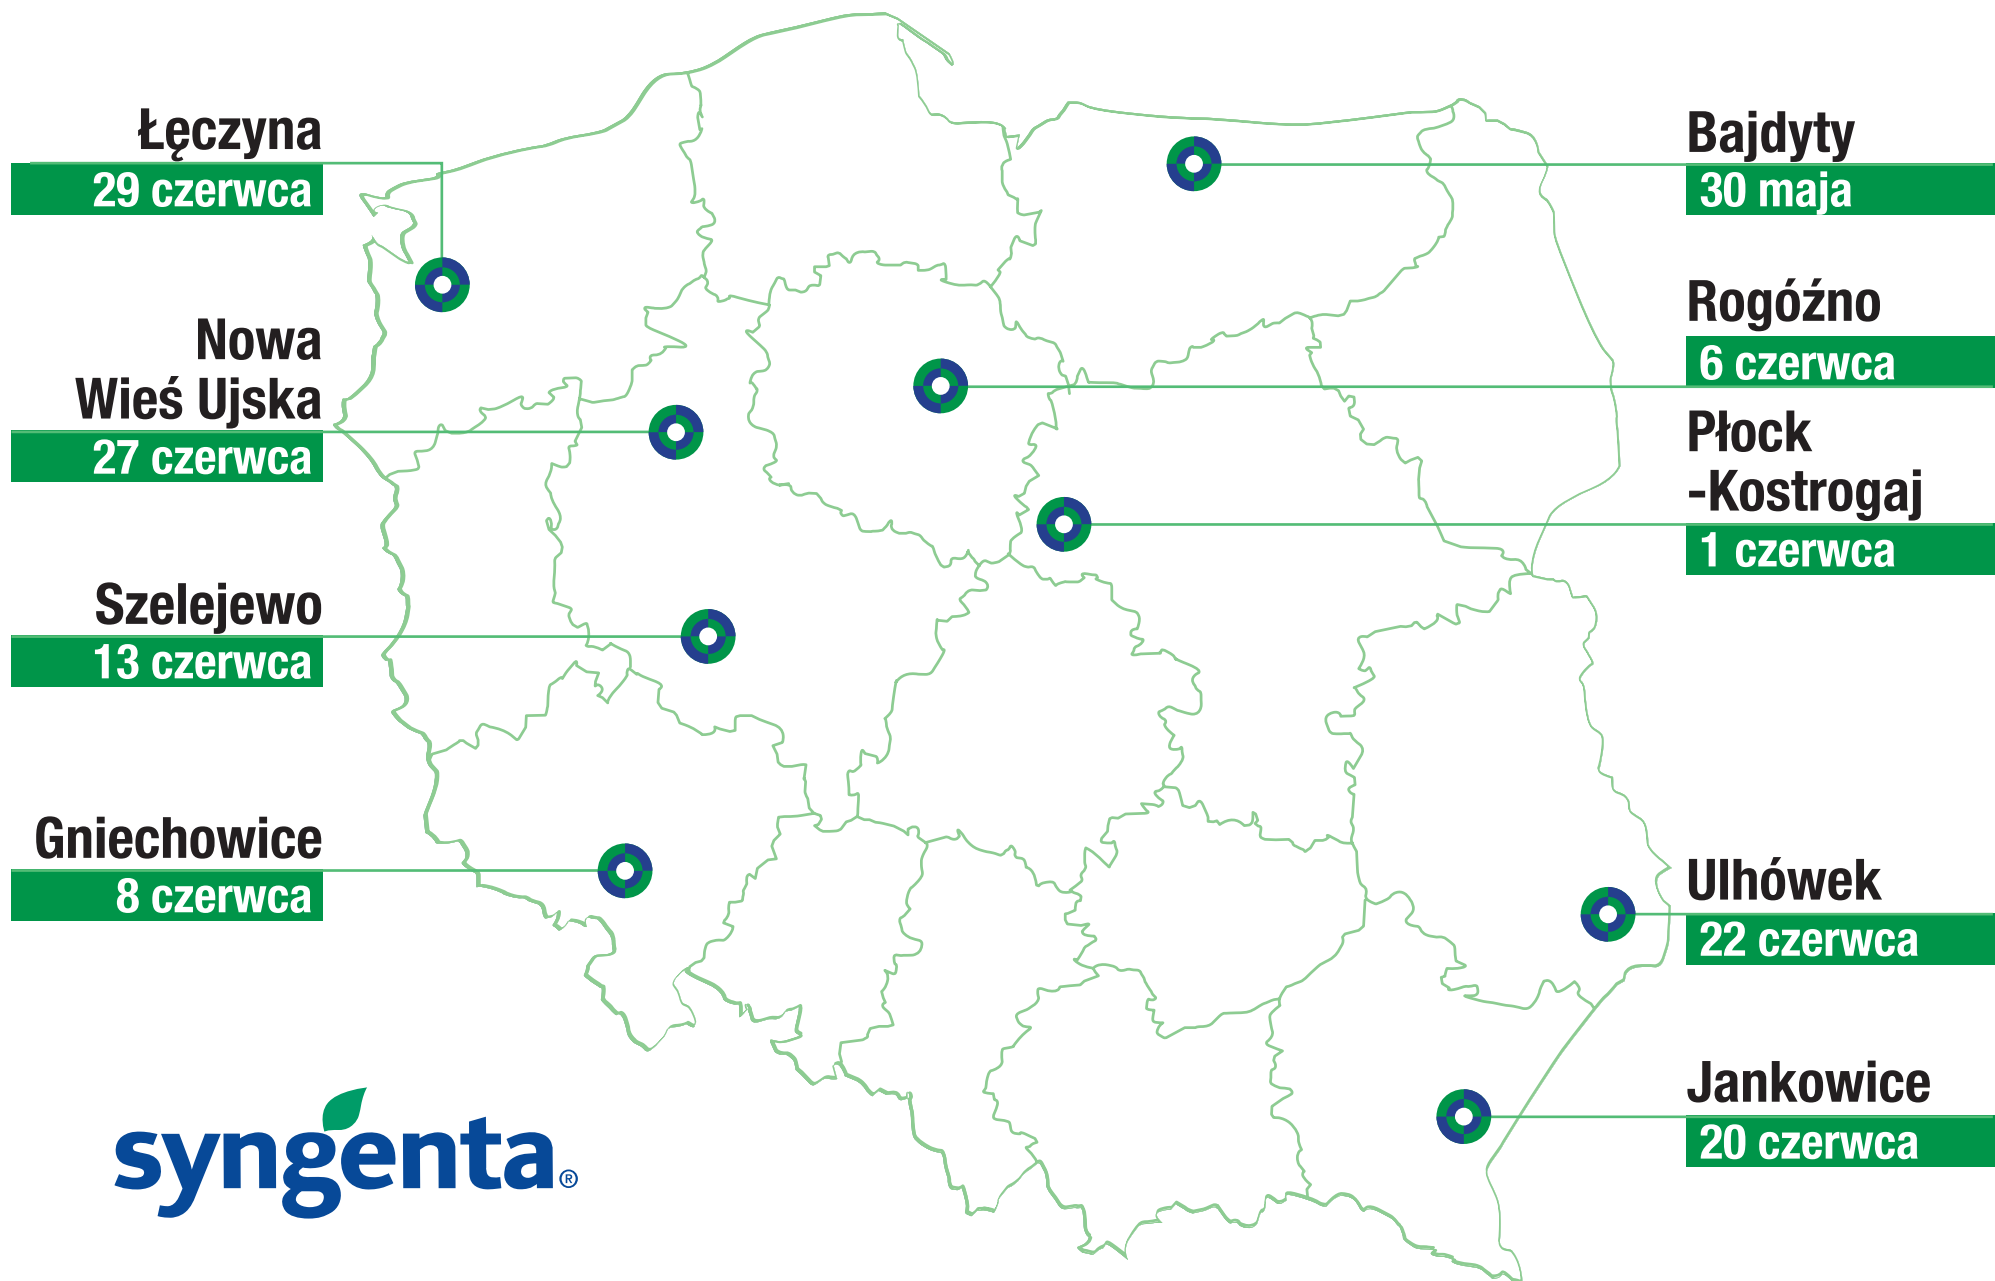 Łęczyna
29 czerwca
Nowa
Wieś Ujska
27 czerwca
Szelejewo
13 czerwca
Gniechowice
8 czerwca
Bajdyty
30 maja
Rogóźno
6 czerwca
Płock
-Kostrogaj
1 czerwca
Ulhówek
22 czerwca
Jankowice
20 czerwca
syngenta®